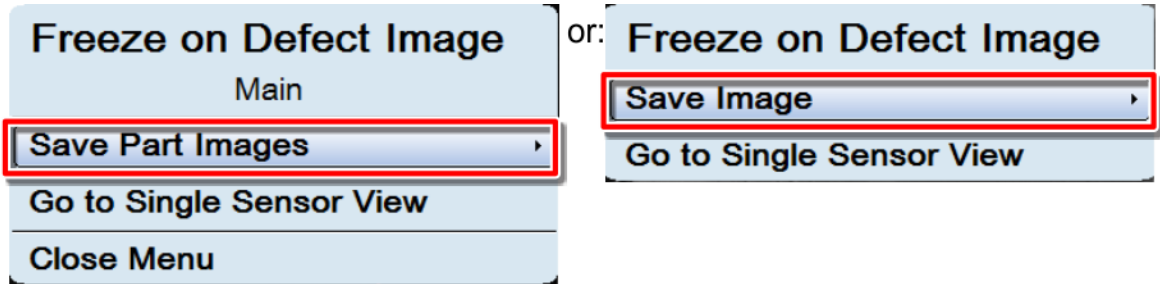 Freeze on Defect Image
Main
Save Part Images
Go to Single Sensor View
Close Menu
or:
Freeze on Defect Image
Save Image
Go to Single Sensor View